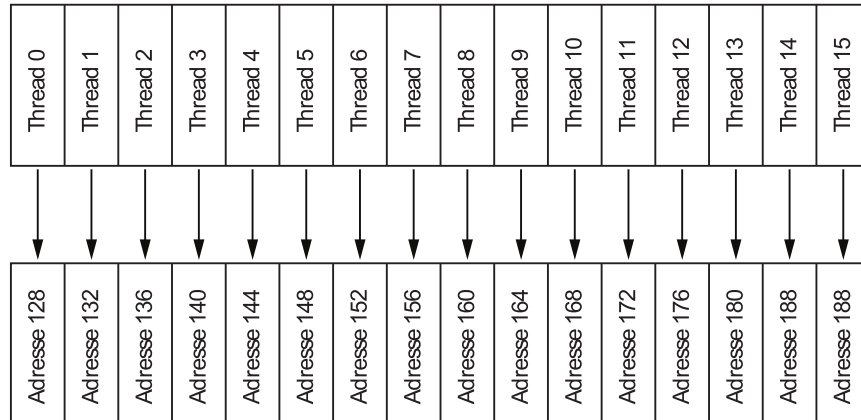 Thread 0
Thread 1
Thread 2
Thread 3
Thread 4
Thread 5
Thread 6
Thread 7
Thread 8
Thread 9
Thread 10
Thread 11
Thread 12
Thread 13
Thread 14
Thread 15
Adresse 128
Adresse 132
Adresse 136
Adresse 140
Adresse 144
Adresse 148
Adresse 152
Adresse 156
Adresse 160
Adresse 164
Adresse 168
Adresse 172
Adresse 176
Adresse 180
Adresse 188
Adresse 188